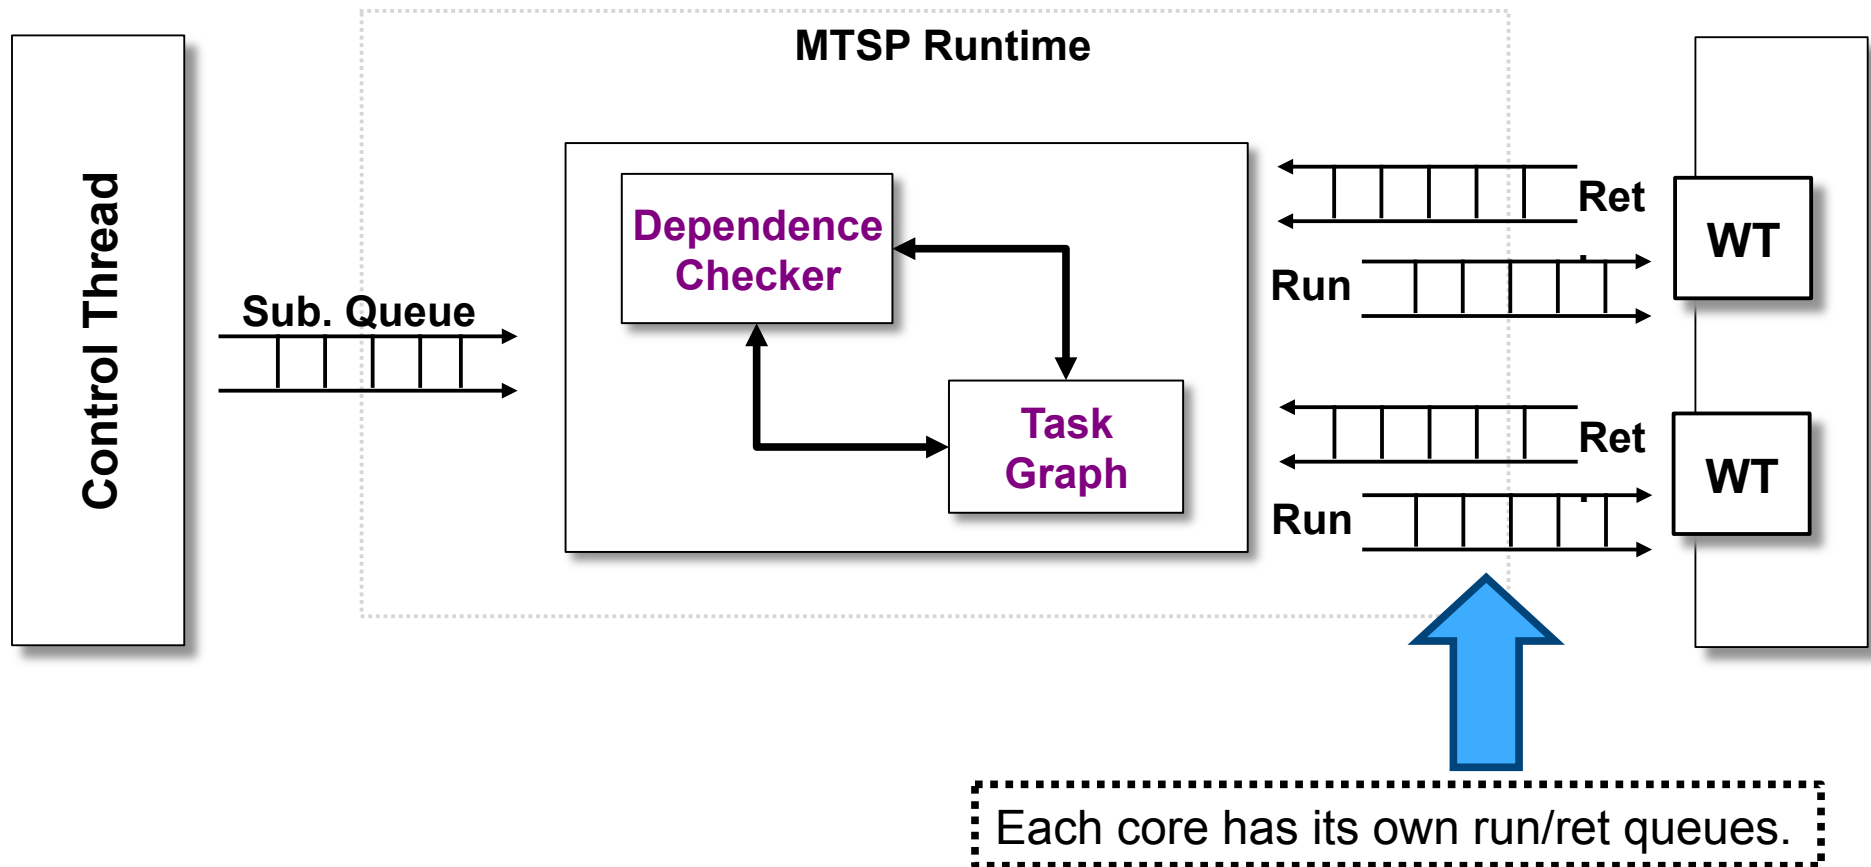 MTSP Runtime
Control Thread
Sub. Queue
Dependence
Checker
Task
Graph
Ret
Run
WT
Ret
Run
WT
Each core has its own run/ret queues.